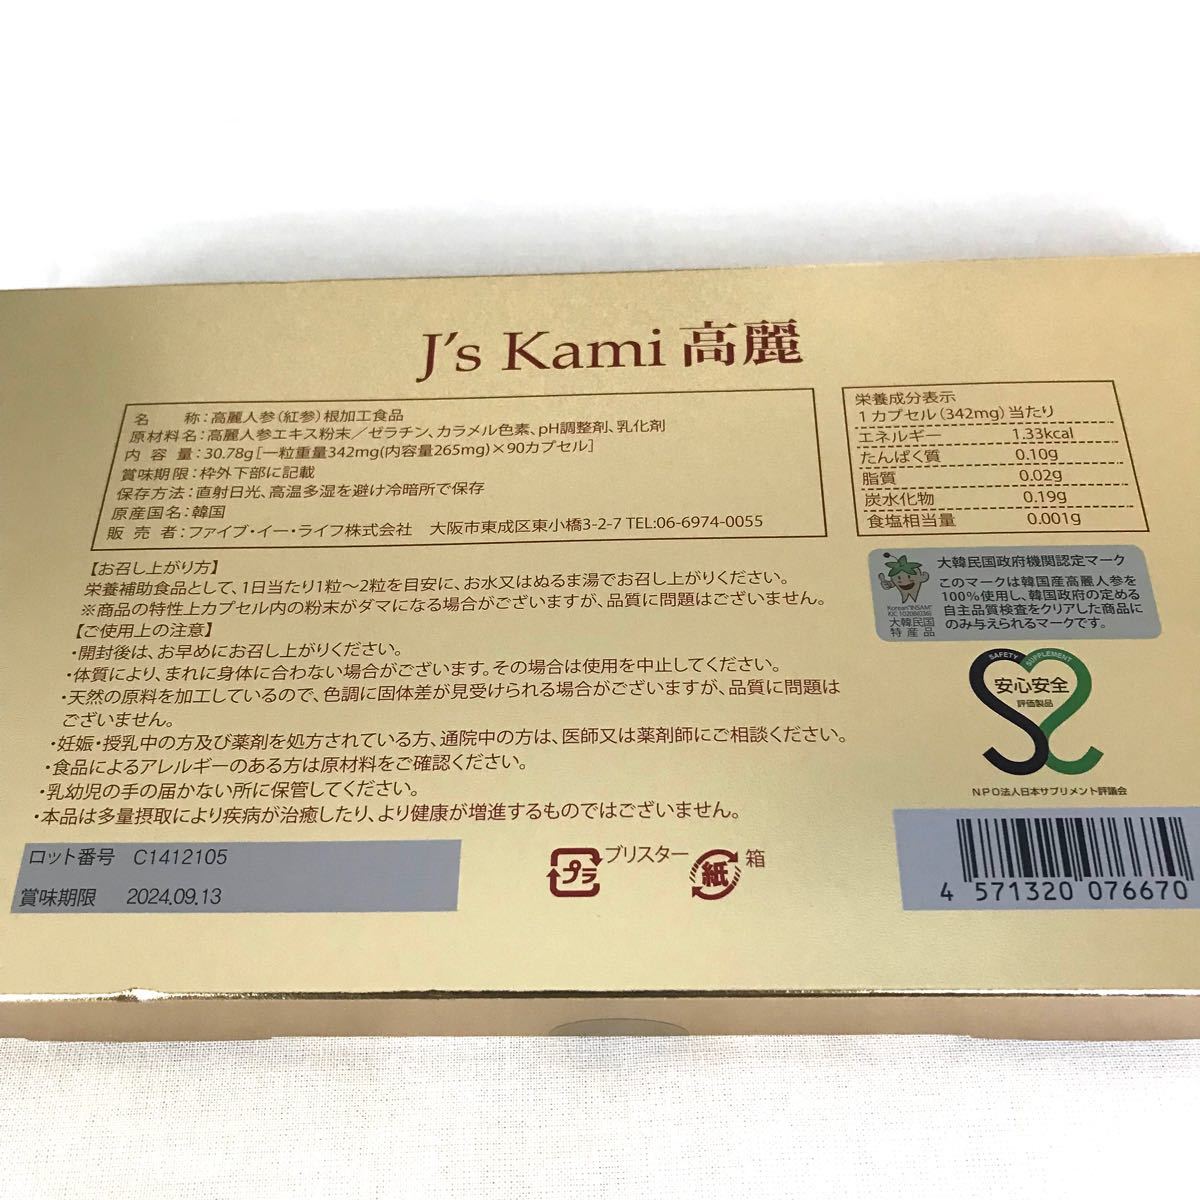 J's Kami 高麗
名　称：高麗人参（紅参）根加工食品
原材料名：高麗人参エキス粉末／ゼラチン、カラメル色素、pH調整剤、乳化剤
内 容 量：30.78g［一粒重量342mg(内容量265mg)×90カプセル］
賞味期限：枠外下部に記載
保存方法：直射日光、高温多湿を避け冷暗所で保存
原産国名：韓国
販 売 者：ファイブ・イー・ライフ株式会社　大阪市東成区東小橋3-2-7 TEL:06-6974-0055
栄養成分表示
1 カプセル（342mg）当たり
エネルギー 1.33kcal
たんぱく質 0.10g
脂質 0.02g
炭水化物 0.19g
食塩相当量 0.001g
【お召し上がり方】
栄養補助食品として、1日当たり1粒〜2粒を目安に、お水又はぬるま湯でお召し上がりください。
※商品の特性上カプセル内の粉末がダマになる場合がございますが、品質に問題はございません。
【ご使用上の注意】
・開封後は、お早めにお召し上がりください。
・体質により、まれに身体に合わない場合がございます。その場合は使用を中止してください。
・天然の原料を加工しているので、色調に固体差が見受けられる場合がございますが、品質に問題は
ございません。
・妊娠・授乳中の方及び薬剤を処方されている方、通院中の方は、医師又は薬剤師にご相談ください。
・食品によるアレルギーのある方は原材料をご確認ください。
・乳幼児の手の届かない所に保管してください。
・本品は多量摂取により疾病が治癒したり、より健康が増進するものではございません。
大韓民国政府機関認定マーク
このマークは韓国産高麗人参を
100%使用し、韓国政府の定める
自主品質検査をクリアした商品に
のみ与えられるマークです。
Korean"INSAM"
大韓民国
特産品
SAFETY SUPPLEMENT
安心安全
評価製品
NPO法人日本サプリメント評議会
ロット番号 C1412105
賞味期限 2024.09.13
プラ ブリスター
紙 箱
4 571320 076670